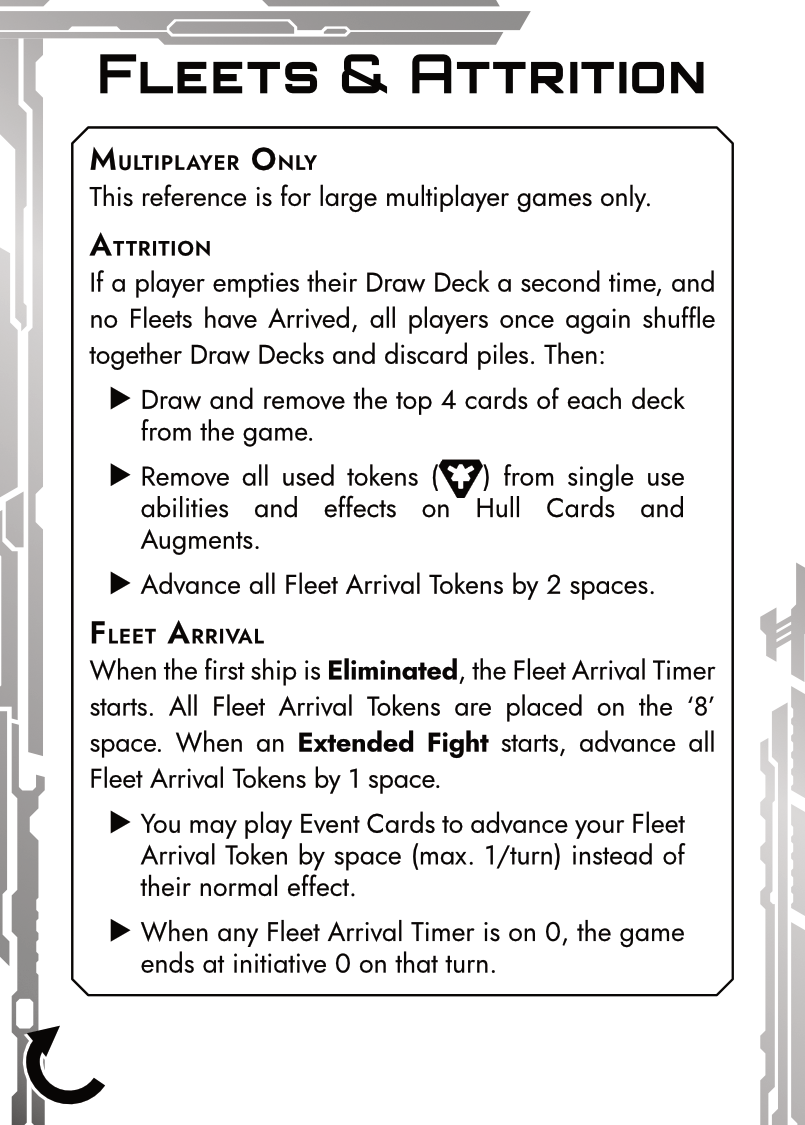 Fleets & Attrition
Multiplayer Only
This reference is for large multiplayer games only.
Attrition
If a player empties their Draw Deck a second time, and
no Fleets have Arrived, all players once again shuffle
together Draw Decks and discard piles. Then:
▶ Draw and remove the top 4 cards of each deck
from the game.
▶ Remove all used tokens ( ) from single use
abilities and effects on Hull Cards and
Augments.
▶ Advance all Fleet Arrival Tokens by 2 spaces.
Fleet Arrival
When the first ship is Eliminated, the Fleet Arrival Timer
starts. All Fleet Arrival Tokens are placed on the ‘8’
space. When an Extended Fight starts, advance all
Fleet Arrival Tokens by 1 space.
▶ You may play Event Cards to advance your Fleet
Arrival Token by space (max. 1/turn) instead of
their normal effect.
▶ When any Fleet Arrival Timer is on 0, the game
ends at initiative 0 on that turn.